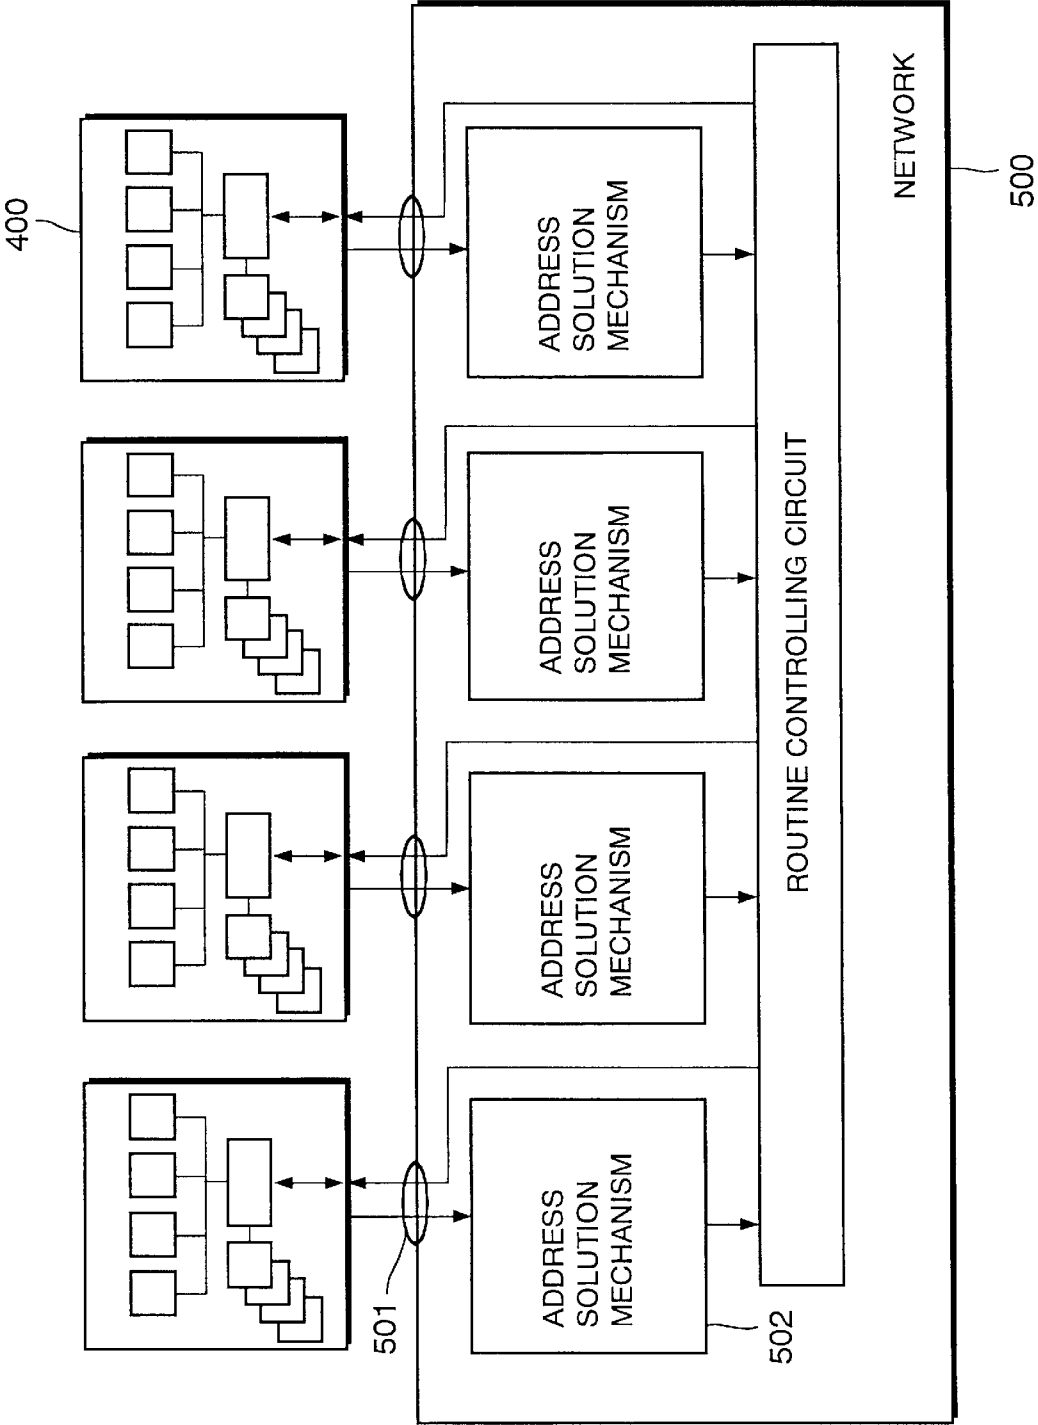 400
501
ADDRESS
SOLUTION
MECHANISM
ADDRESS
SOLUTION
MECHANISM
ADDRESS
SOLUTION
MECHANISM
ADDRESS
SOLUTION
MECHANISM
502
ROUTINE CONTROLLING CIRCUIT
NETWORK
500